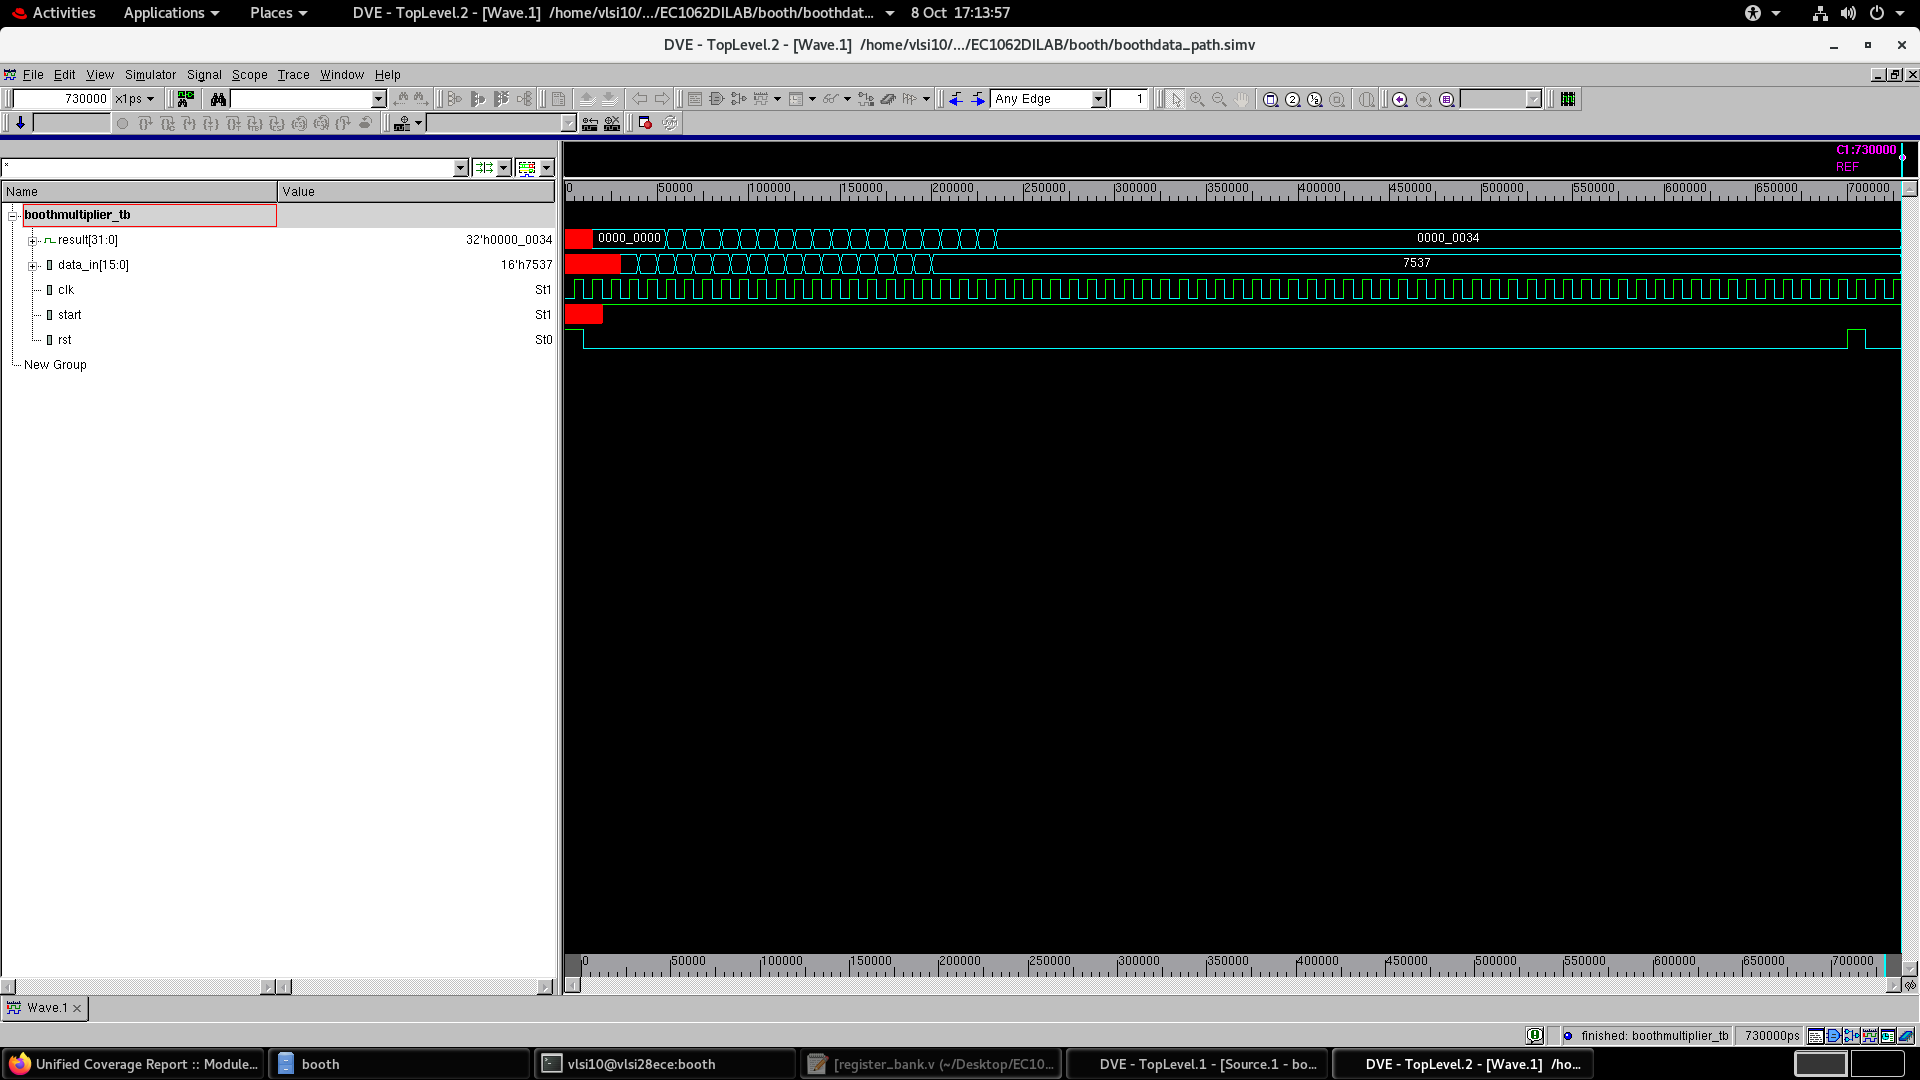 Activities Applications Places DVE - TopLevel.2 - [Wave.1] /home/vlsi10/.../EC1062DILAB/booth/boothdat... 8 Oct 17:13:57
DVE - TopLevel.2 - [Wave.1] /home/vlsi10/.../EC1062DILAB/booth/boothdata_path.simv
File Edit View Simulator Signal Scope Trace Window Help
730000 x1ps Any Edge 1
*
C1:730000
REF
Name Value
0 50000 100000 150000 200000 250000 300000 350000 400000 450000 500000 550000 600000 650000 700000
boothmultiplier_tb
result[31:0] 32'h0000_0034 0000_0000 0000_0034
data_in[15:0] 16'h7537 7537
clk St1
start St1
rst St0
New Group
0 50000 100000 150000 200000 250000 300000 350000 400000 450000 500000 550000 600000 650000 700000
Wave.1
finished: boothmultiplier_tb 730000ps
Unified Coverage Report :: Module... booth vlsi10@vlsi28ece:booth [register_bank.v (~/Desktop/EC10... DVE - TopLevel.1 - [Source.1 - bo... DVE - TopLevel.2 - [Wave.1] /ho...